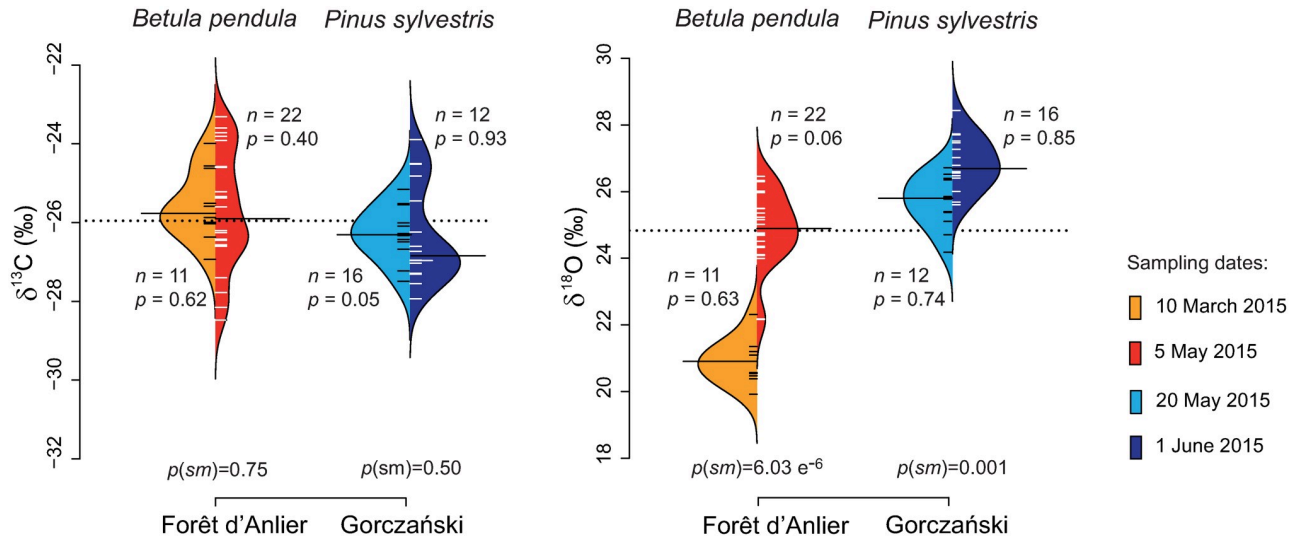 Betula pendula Pinus sylvestris
δ¹³C (‰)
−22
−24
−26
−28
−30
−32
n = 22
p = 0.40
n = 12
p = 0.93
n = 11
p = 0.62
n = 16
p = 0.05
p(sm)=0.75 p(sm)=0.50
Forêt d’Anlier Gorczański
Betula pendula Pinus sylvestris
δ¹⁸O (‰)
30
28
26
24
22
20
18
n = 22
p = 0.06
n = 16
p = 0.85
n = 11
p = 0.63
n = 12
p = 0.74
p(sm)=6.03 e⁻⁶ p(sm)=0.001
Forêt d’Anlier Gorczański
Sampling dates:
10 March 2015
5 May 2015
20 May 2015
1 June 2015